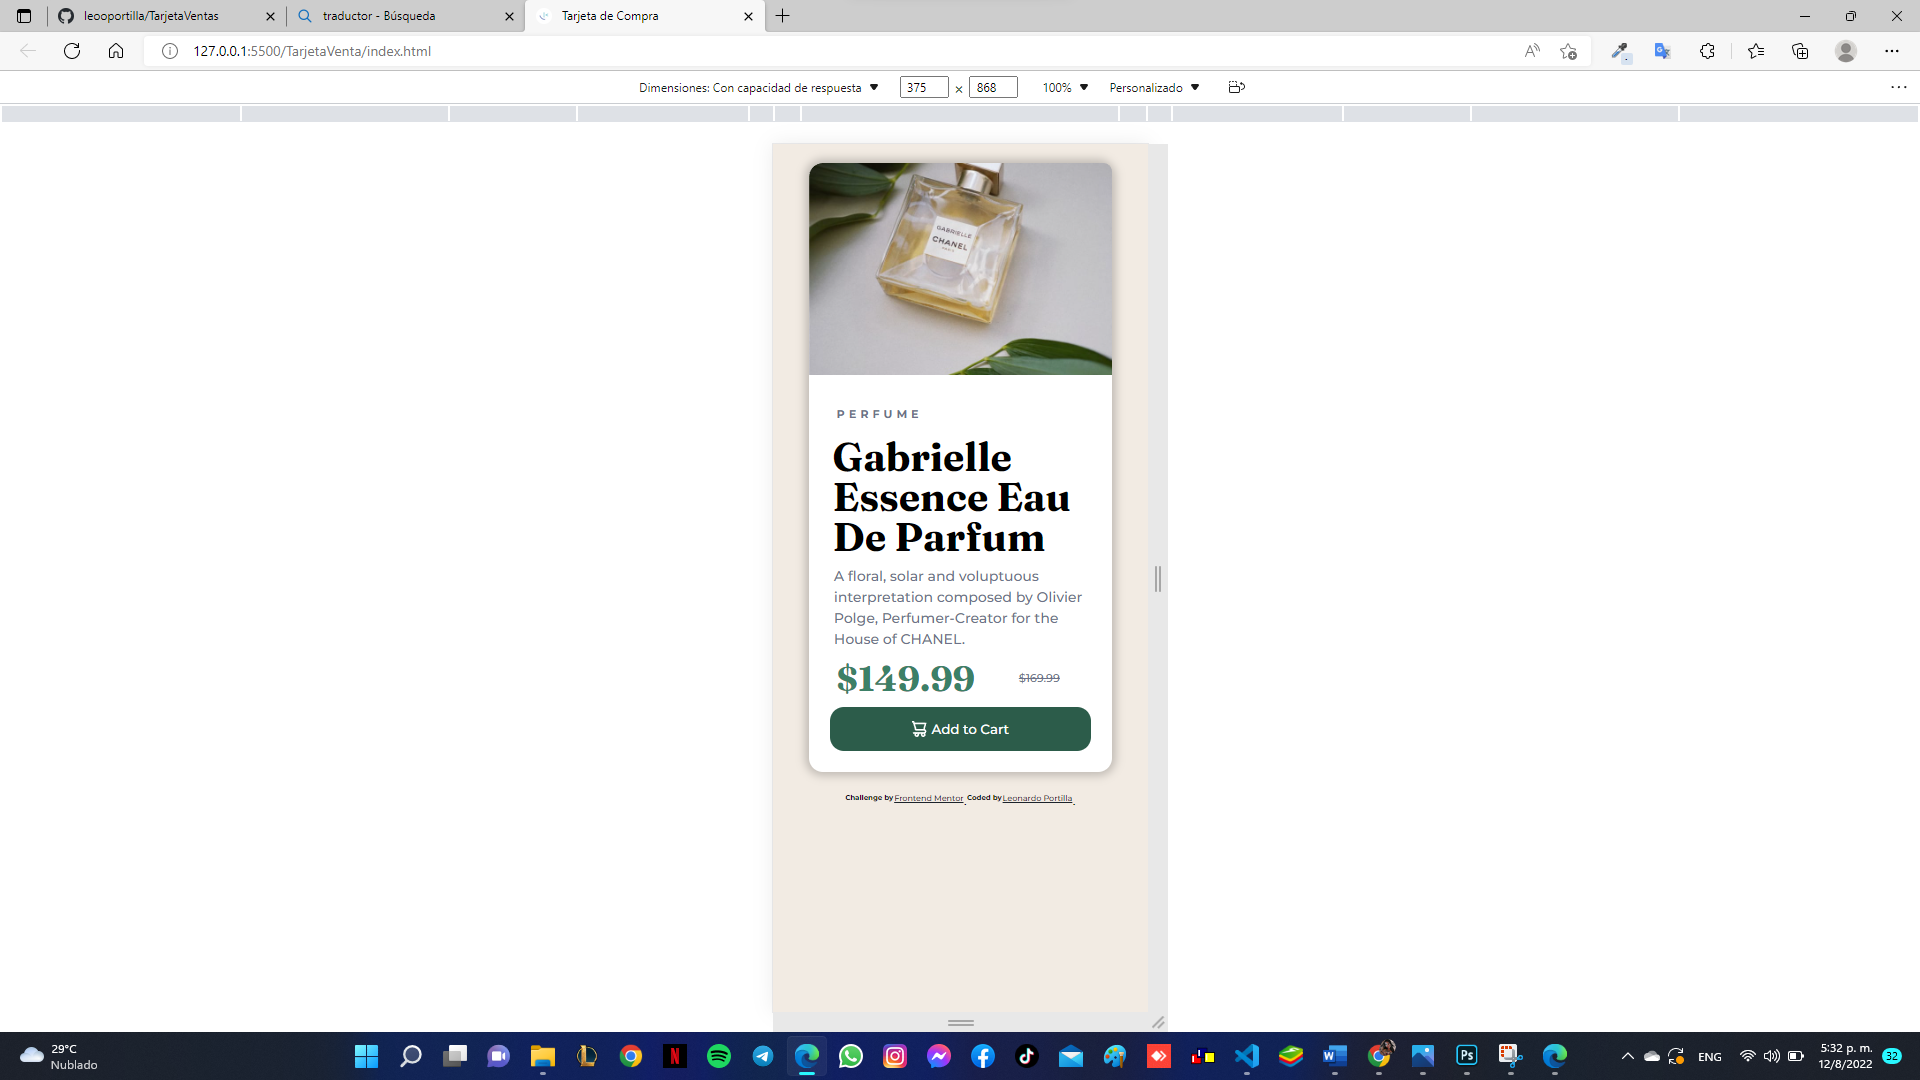 leooportilla/TarjetaVentas
traductor - Búsqueda
Tarjeta de Compra
127.0.0.1:5500/TarjetaVenta/index.html
Dimensiones: Con capacidad de respuesta
375 × 868
100%
Personalizado
GABRIELLE
CHANEL
PARIS
PERFUME
Gabrielle
Essence Eau
De Parfum
A floral, solar and voluptuous
interpretation composed by Olivier
Polge, Perfumer-Creator for the
House of CHANEL.
$149.99 $169.99
Add to Cart
Challenge by Frontend Mentor. Coded by Leonardo Portilla.
29°C
Nublado
ENG
5:32 p. m.
12/8/2022
32